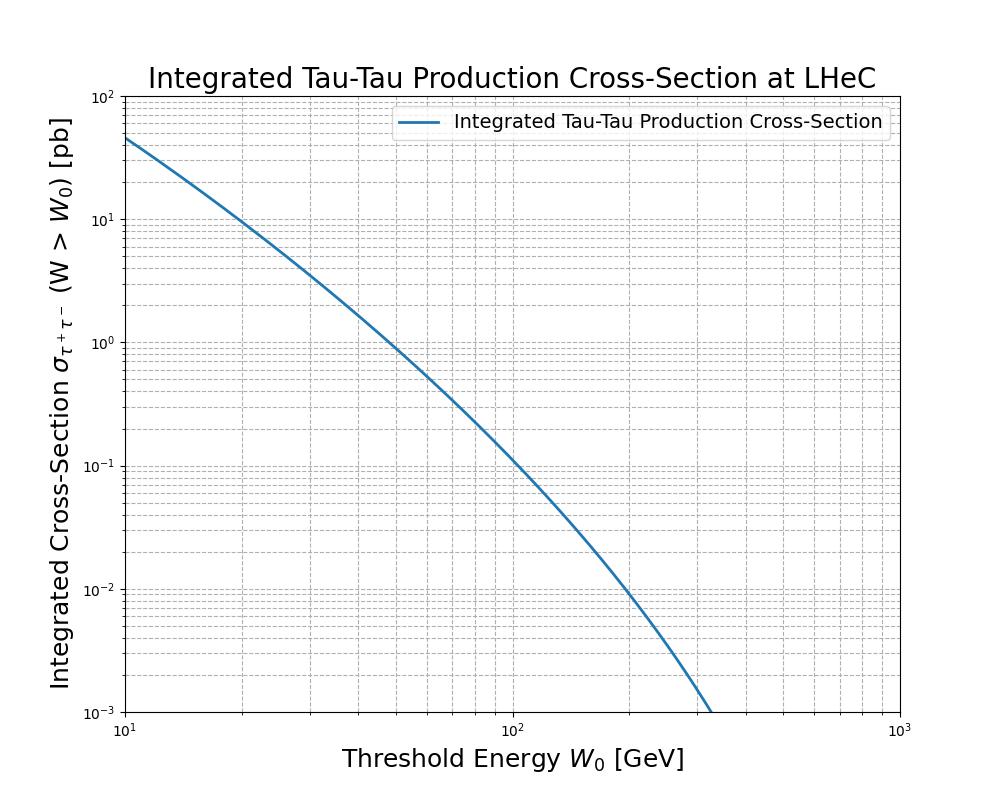 Integrated Tau-Tau Production Cross-Section at LHeC
Integrated Tau-Tau Production Cross-Section
Integrated Cross-Section σ_{τ⁺τ⁻} (W > W₀) [pb]
10²
10¹
10⁰
10⁻¹
10⁻²
10⁻³
10¹ 10² 10³
Threshold Energy W₀ [GeV]